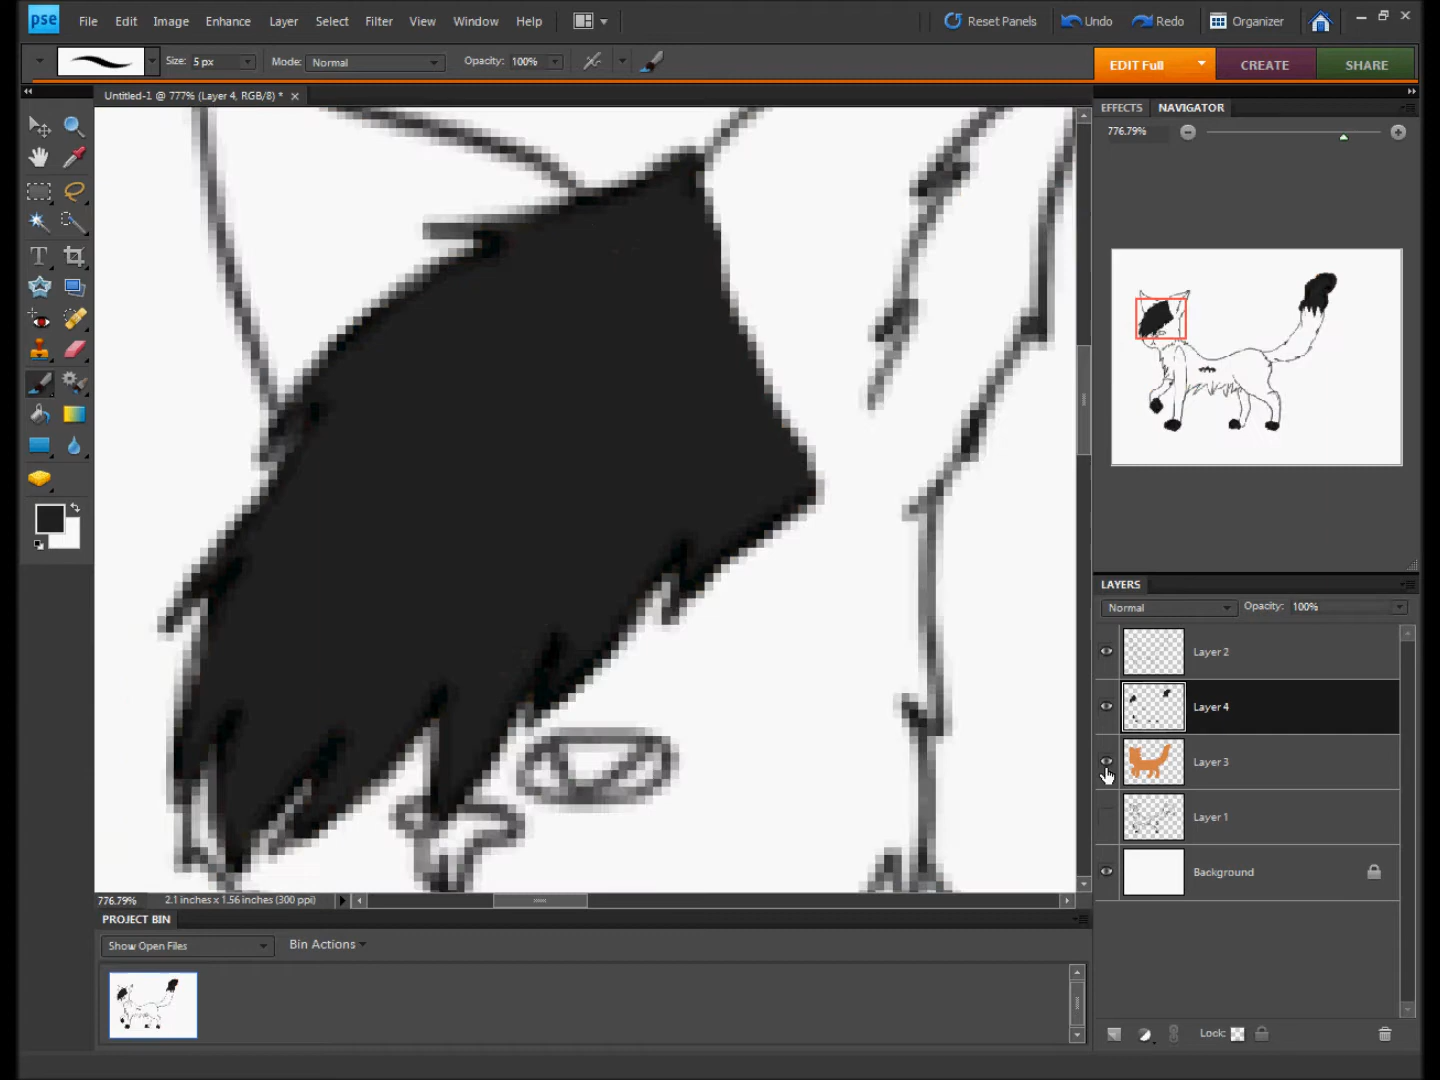 pse File Edit Image Enhance Layer Select Filter View Window Help Reset Panels Undo Redo Organizer
Size: 5 px Mode: Normal Opacity: 100% EDIT Full CREATE SHARE
Untitled-1 @ 777% (Layer 4, RGB/8) *
EFFECTS NAVIGATOR
776.79%
T
LAYERS
Normal Opacity: 100%
Layer 2
Layer 4
Layer 3
Layer 1
Background
776.79% 2.1 inches x 1.56 inches (300 ppi)
PROJECT BIN
Show Open Files Bin Actions
Lock: